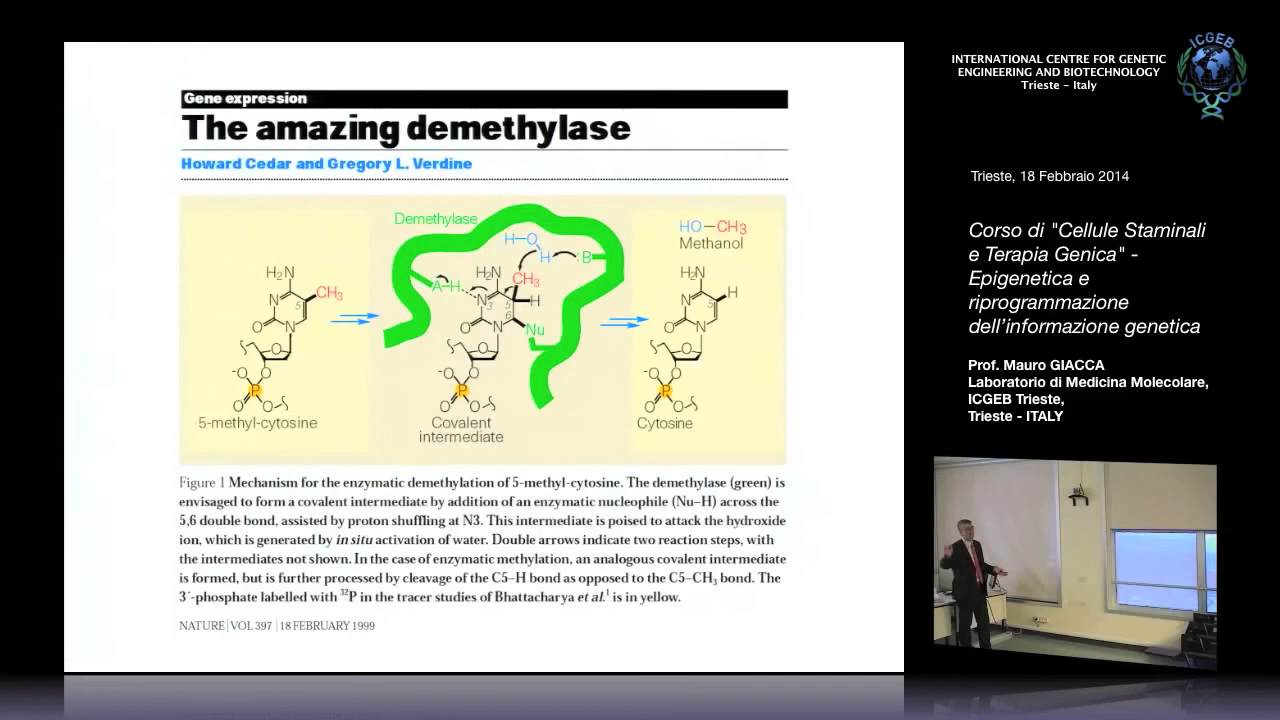 Gene expression
The amazing demethylase
Howard Cedar and Gregory L. Verdine
Demethylase
H–O
H
:B
HO–CH3
Methanol
H2N
CH3
N
5
O
N
O
-O
P
O
O
O
5-methyl-cytosine
A–H
H2N
CH3
N
3
5
H
6
O
N
Nu
O
-O
P
O
O
O
Covalent
intermediate
H2N
H
N
5
O
N
O
-O
P
O
O
O
Cytosine
Figure 1 Mechanism for the enzymatic demethylation of 5-methyl-cytosine. The demethylase (green) is
envisaged to form a covalent intermediate by addition of an enzymatic nucleophile (Nu–H) across the
5,6 double bond, assisted by proton shuffling at N3. This intermediate is poised to attack the hydroxide
ion, which is generated by in situ activation of water. Double arrows indicate two reaction steps, with
the intermediates not shown. In the case of enzymatic methylation, an analogous covalent intermediate
is formed, but is further processed by cleavage of the C5–H bond as opposed to the C5–CH3 bond. The
3´-phosphate labelled with 32P in the tracer studies of Bhattacharya et al.1 is in yellow.
NATURE | VOL 397 | 18 FEBRUARY 1999
INTERNATIONAL CENTRE FOR GENETIC
ENGINEERING AND BIOTECHNOLOGY
Trieste – Italy
ICGEB
Trieste, 18 Febbraio 2014
Corso di "Cellule Staminali
e Terapia Genica" -
Epigenetica e
riprogrammazione
dell'informazione genetica
Prof. Mauro GIACCA
Laboratorio di Medicina Molecolare,
ICGEB Trieste,
Trieste - ITALY